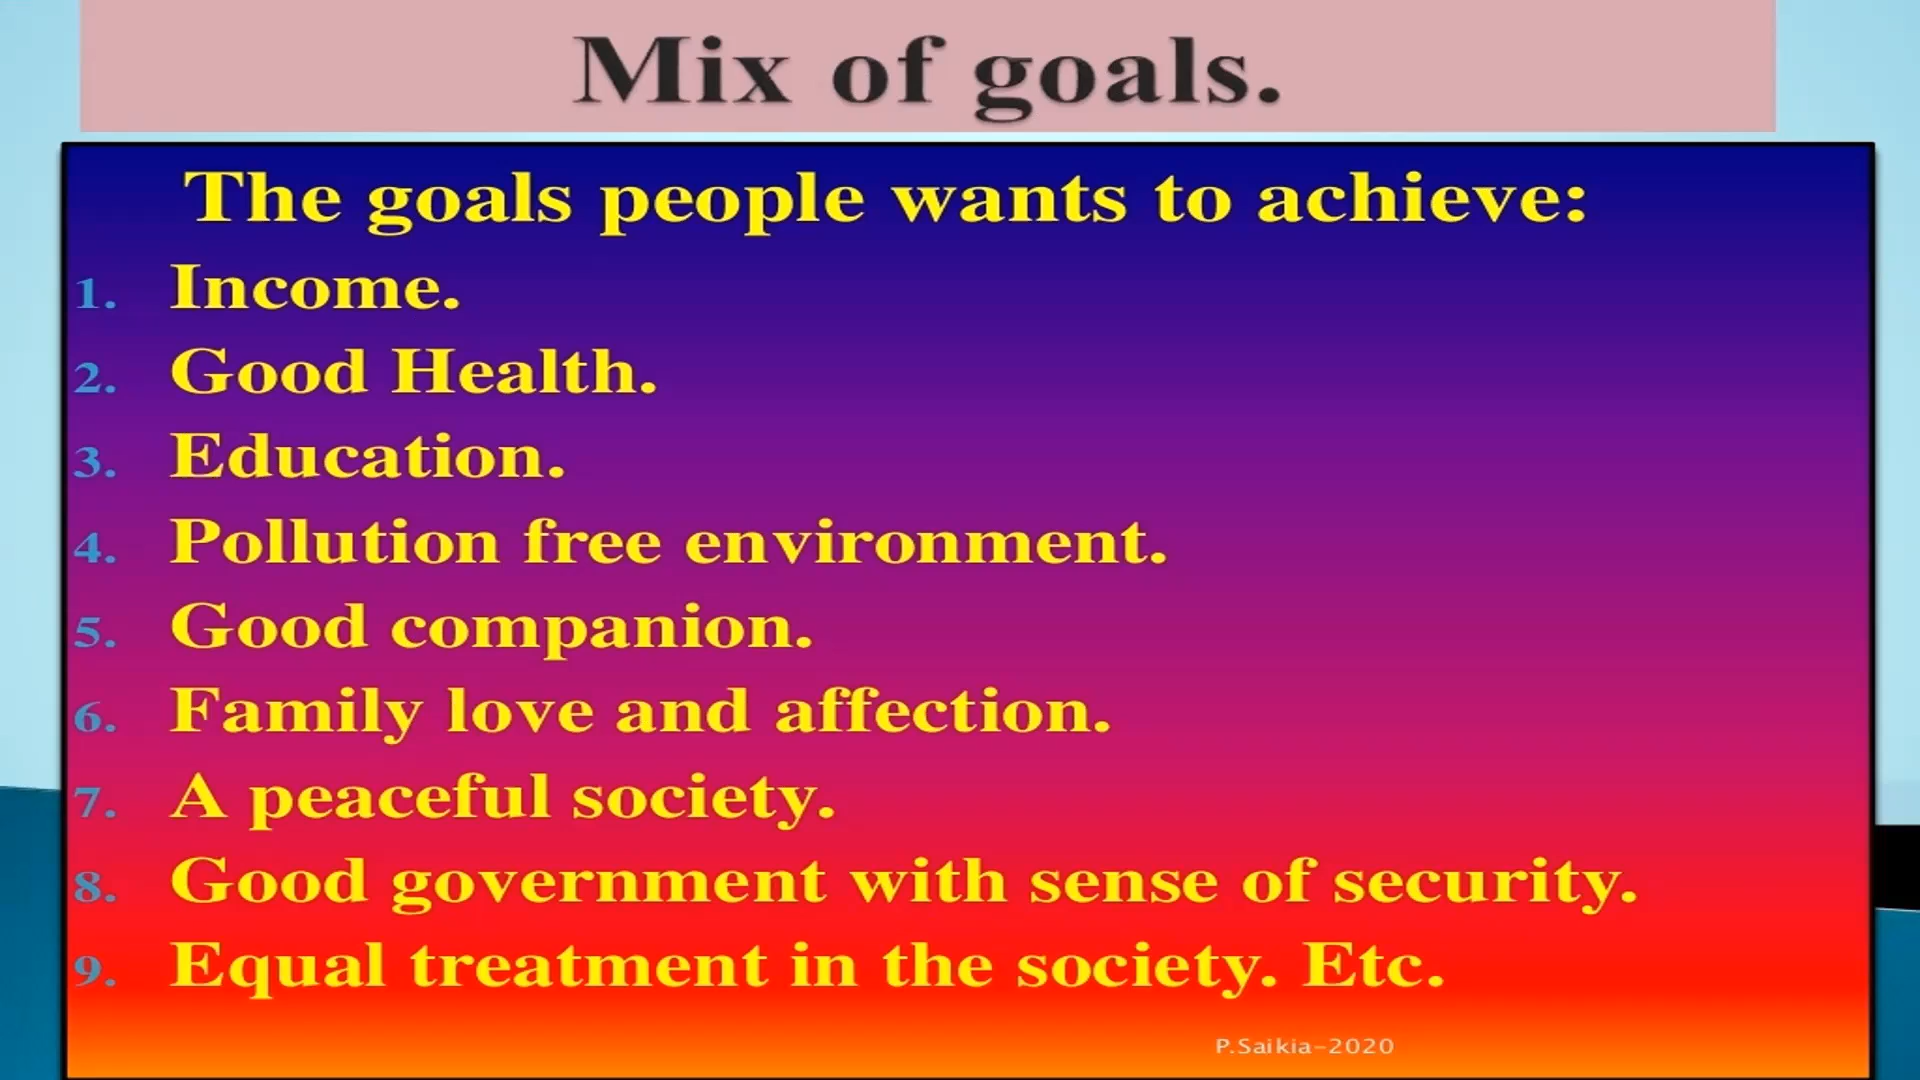 Mix of goals.
The goals people wants to achieve:
1. Income.
2. Good Health.
3. Education.
4. Pollution free environment.
5. Good companion.
6. Family love and affection.
7. A peaceful society.
8. Good government with sense of security.
9. Equal treatment in the society. Etc.
P.Saikia-2020